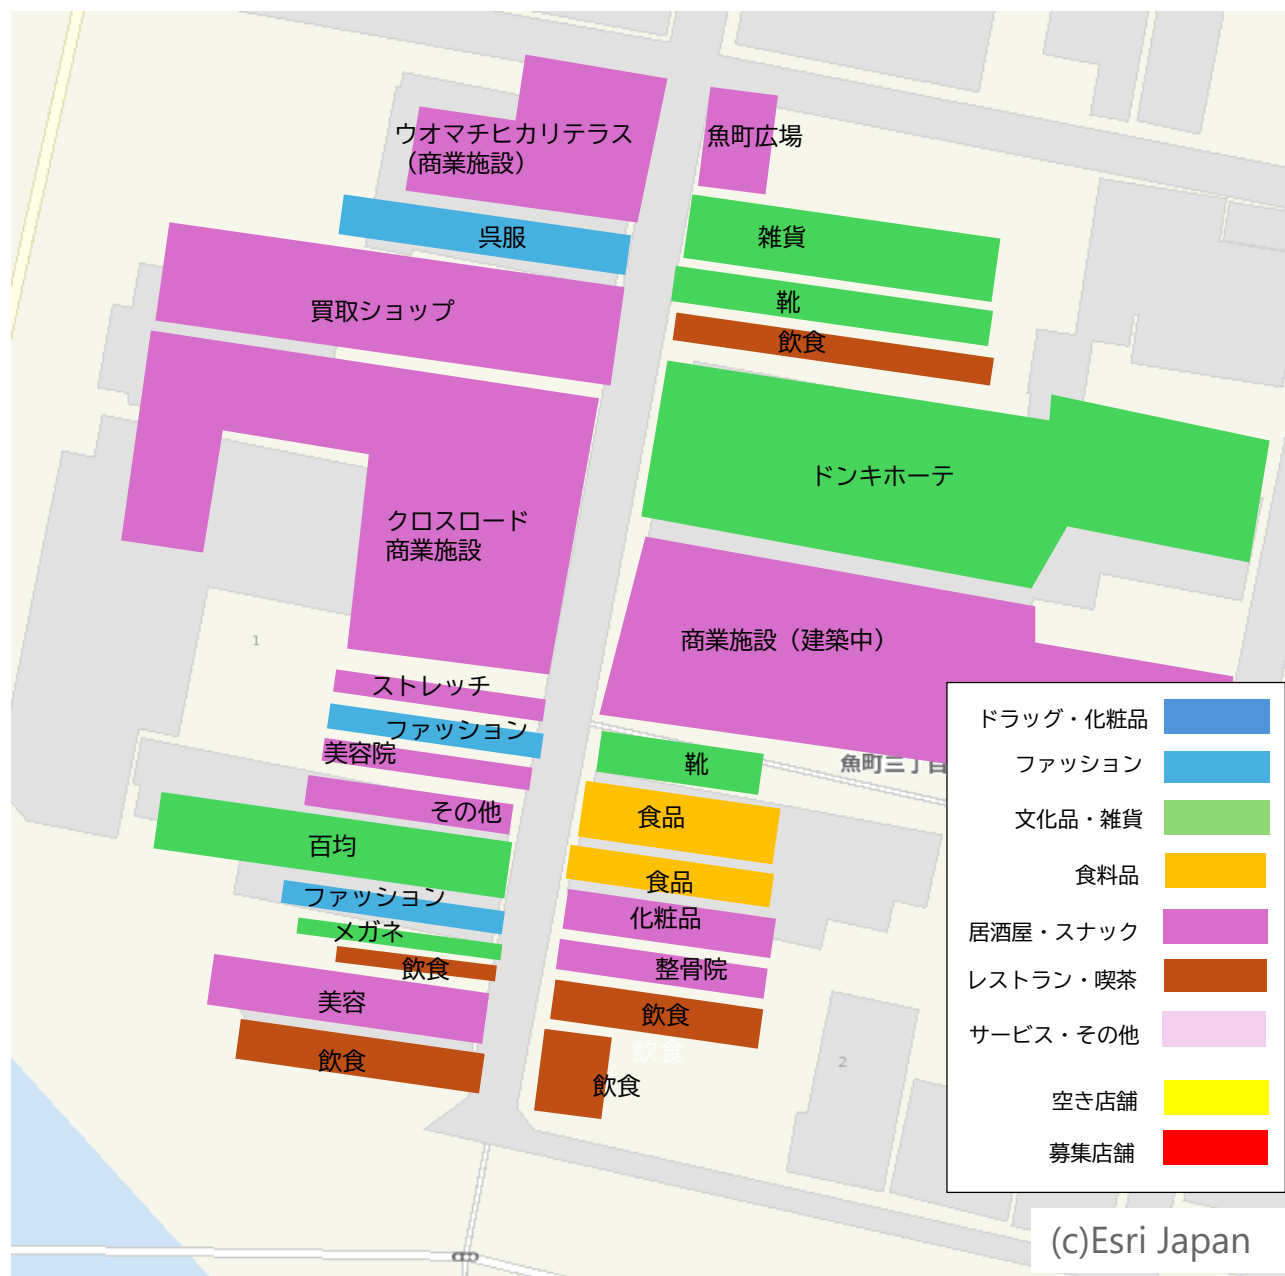 ウオマチヒカリテラス
（商業施設）
魚町広場
呉服
雑貨
買取ショップ
靴
飲食
ドンキホーテ
クロスロード
商業施設
商業施設（建築中）
1
ストレッチ
ファッション
美容院
その他
百均
ファッション
メガネ
飲食
美容
飲食
靴
魚町三丁目
食品
食品
化粧品
整骨院
飲食
飲食
飲食
2
ドラッグ・化粧品
ファッション
文化品・雑貨
食料品
居酒屋・スナック
レストラン・喫茶
サービス・その他
空き店舗
募集店舗
(c)Esri Japan